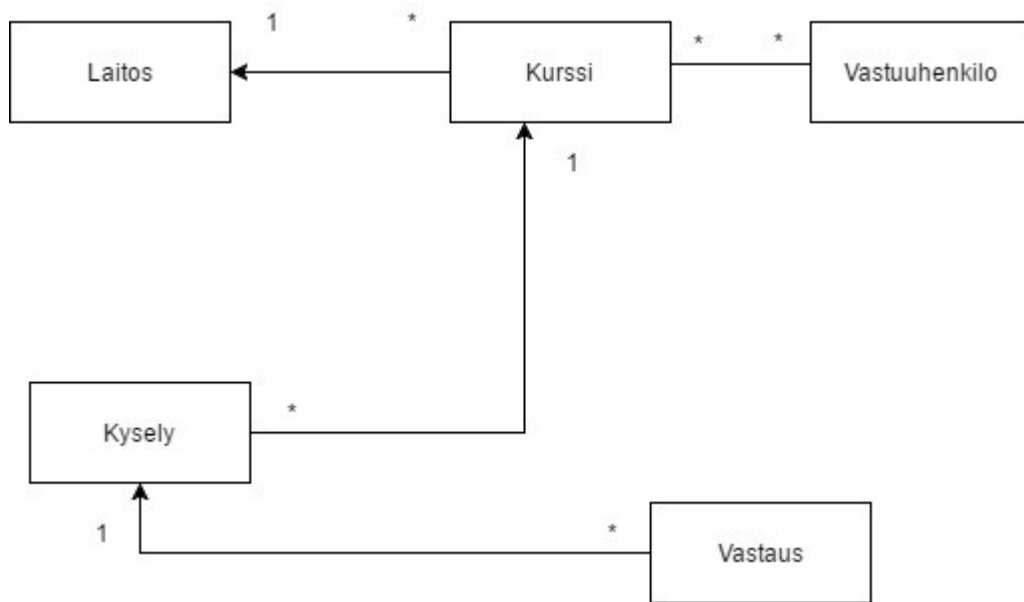 1 *
Laitos
Kurssi
* *
Vastuuhenkilo
1
*
Kysely
1
*
Vastaus